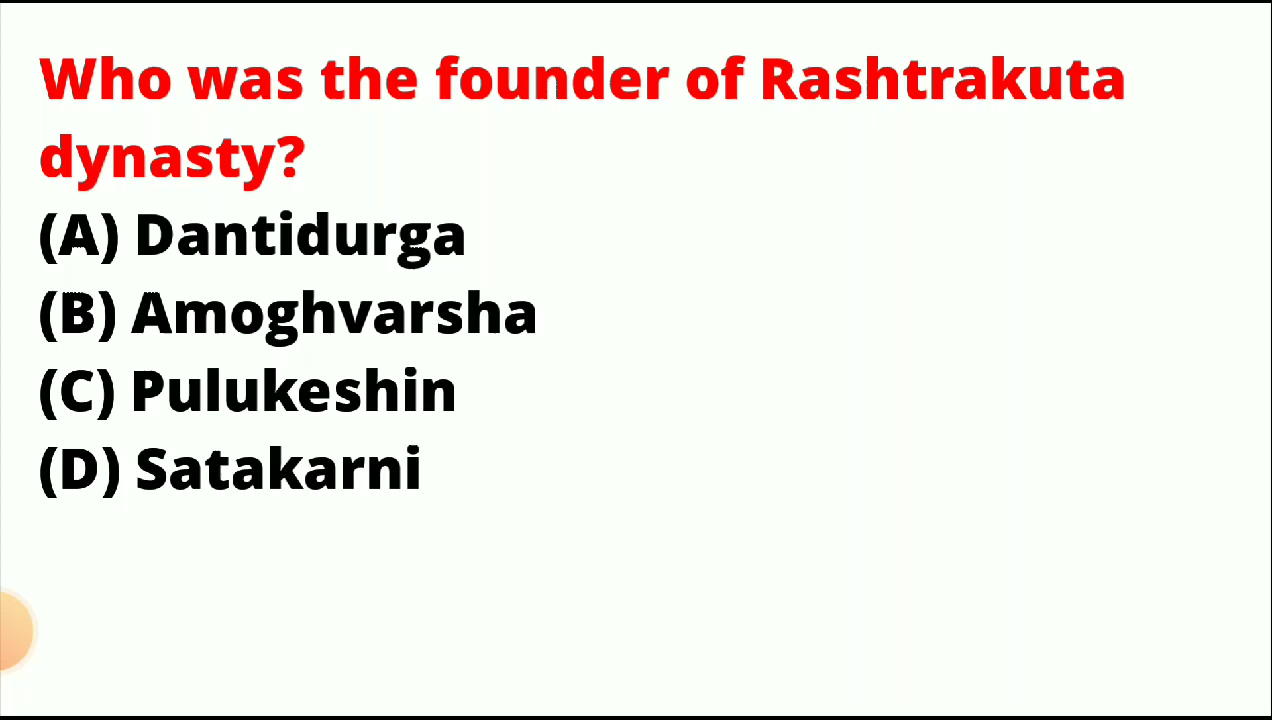 Who was the founder of Rashtrakuta
dynasty?
(A) Dantidurga
(B) Amoghvarsha
(C) Pulukeshin
(D) Satakarni